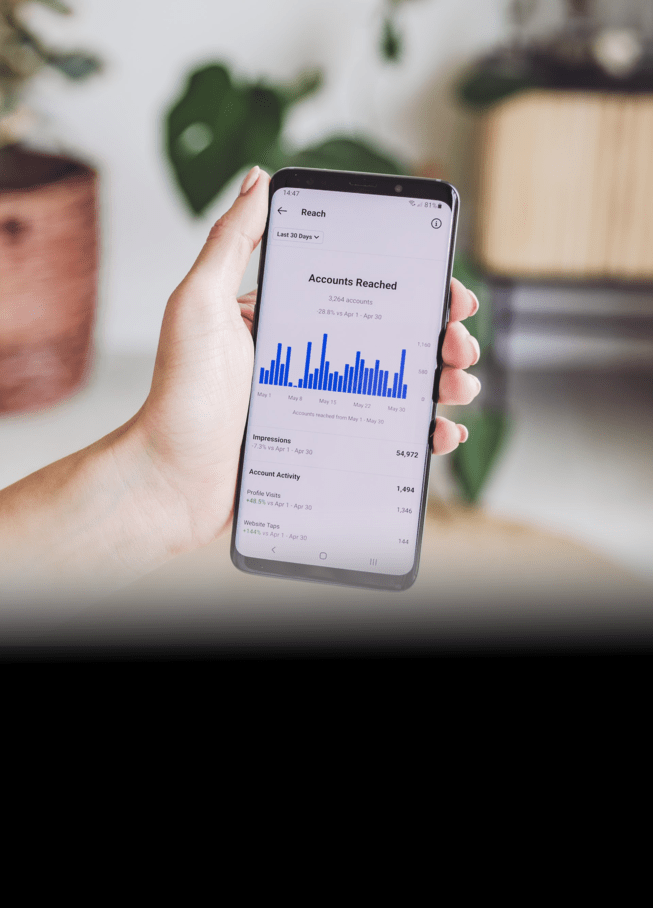 14:47
81%
Reach
Last 30 Days
Accounts Reached
3,264 accounts
-28.8% vs Apr 1 - Apr 30
1,160
580
0
May 1 May 8 May 15 May 22 May 30
Accounts reached from May 1 - May 30
Impressions
-7.3% vs Apr 1 - Apr 30
54,972
Account Activity
1,494
Profile Visits
+48.5% vs Apr 1 - Apr 30
1,346
Website Taps
+144% vs Apr 1 - Apr 30
144